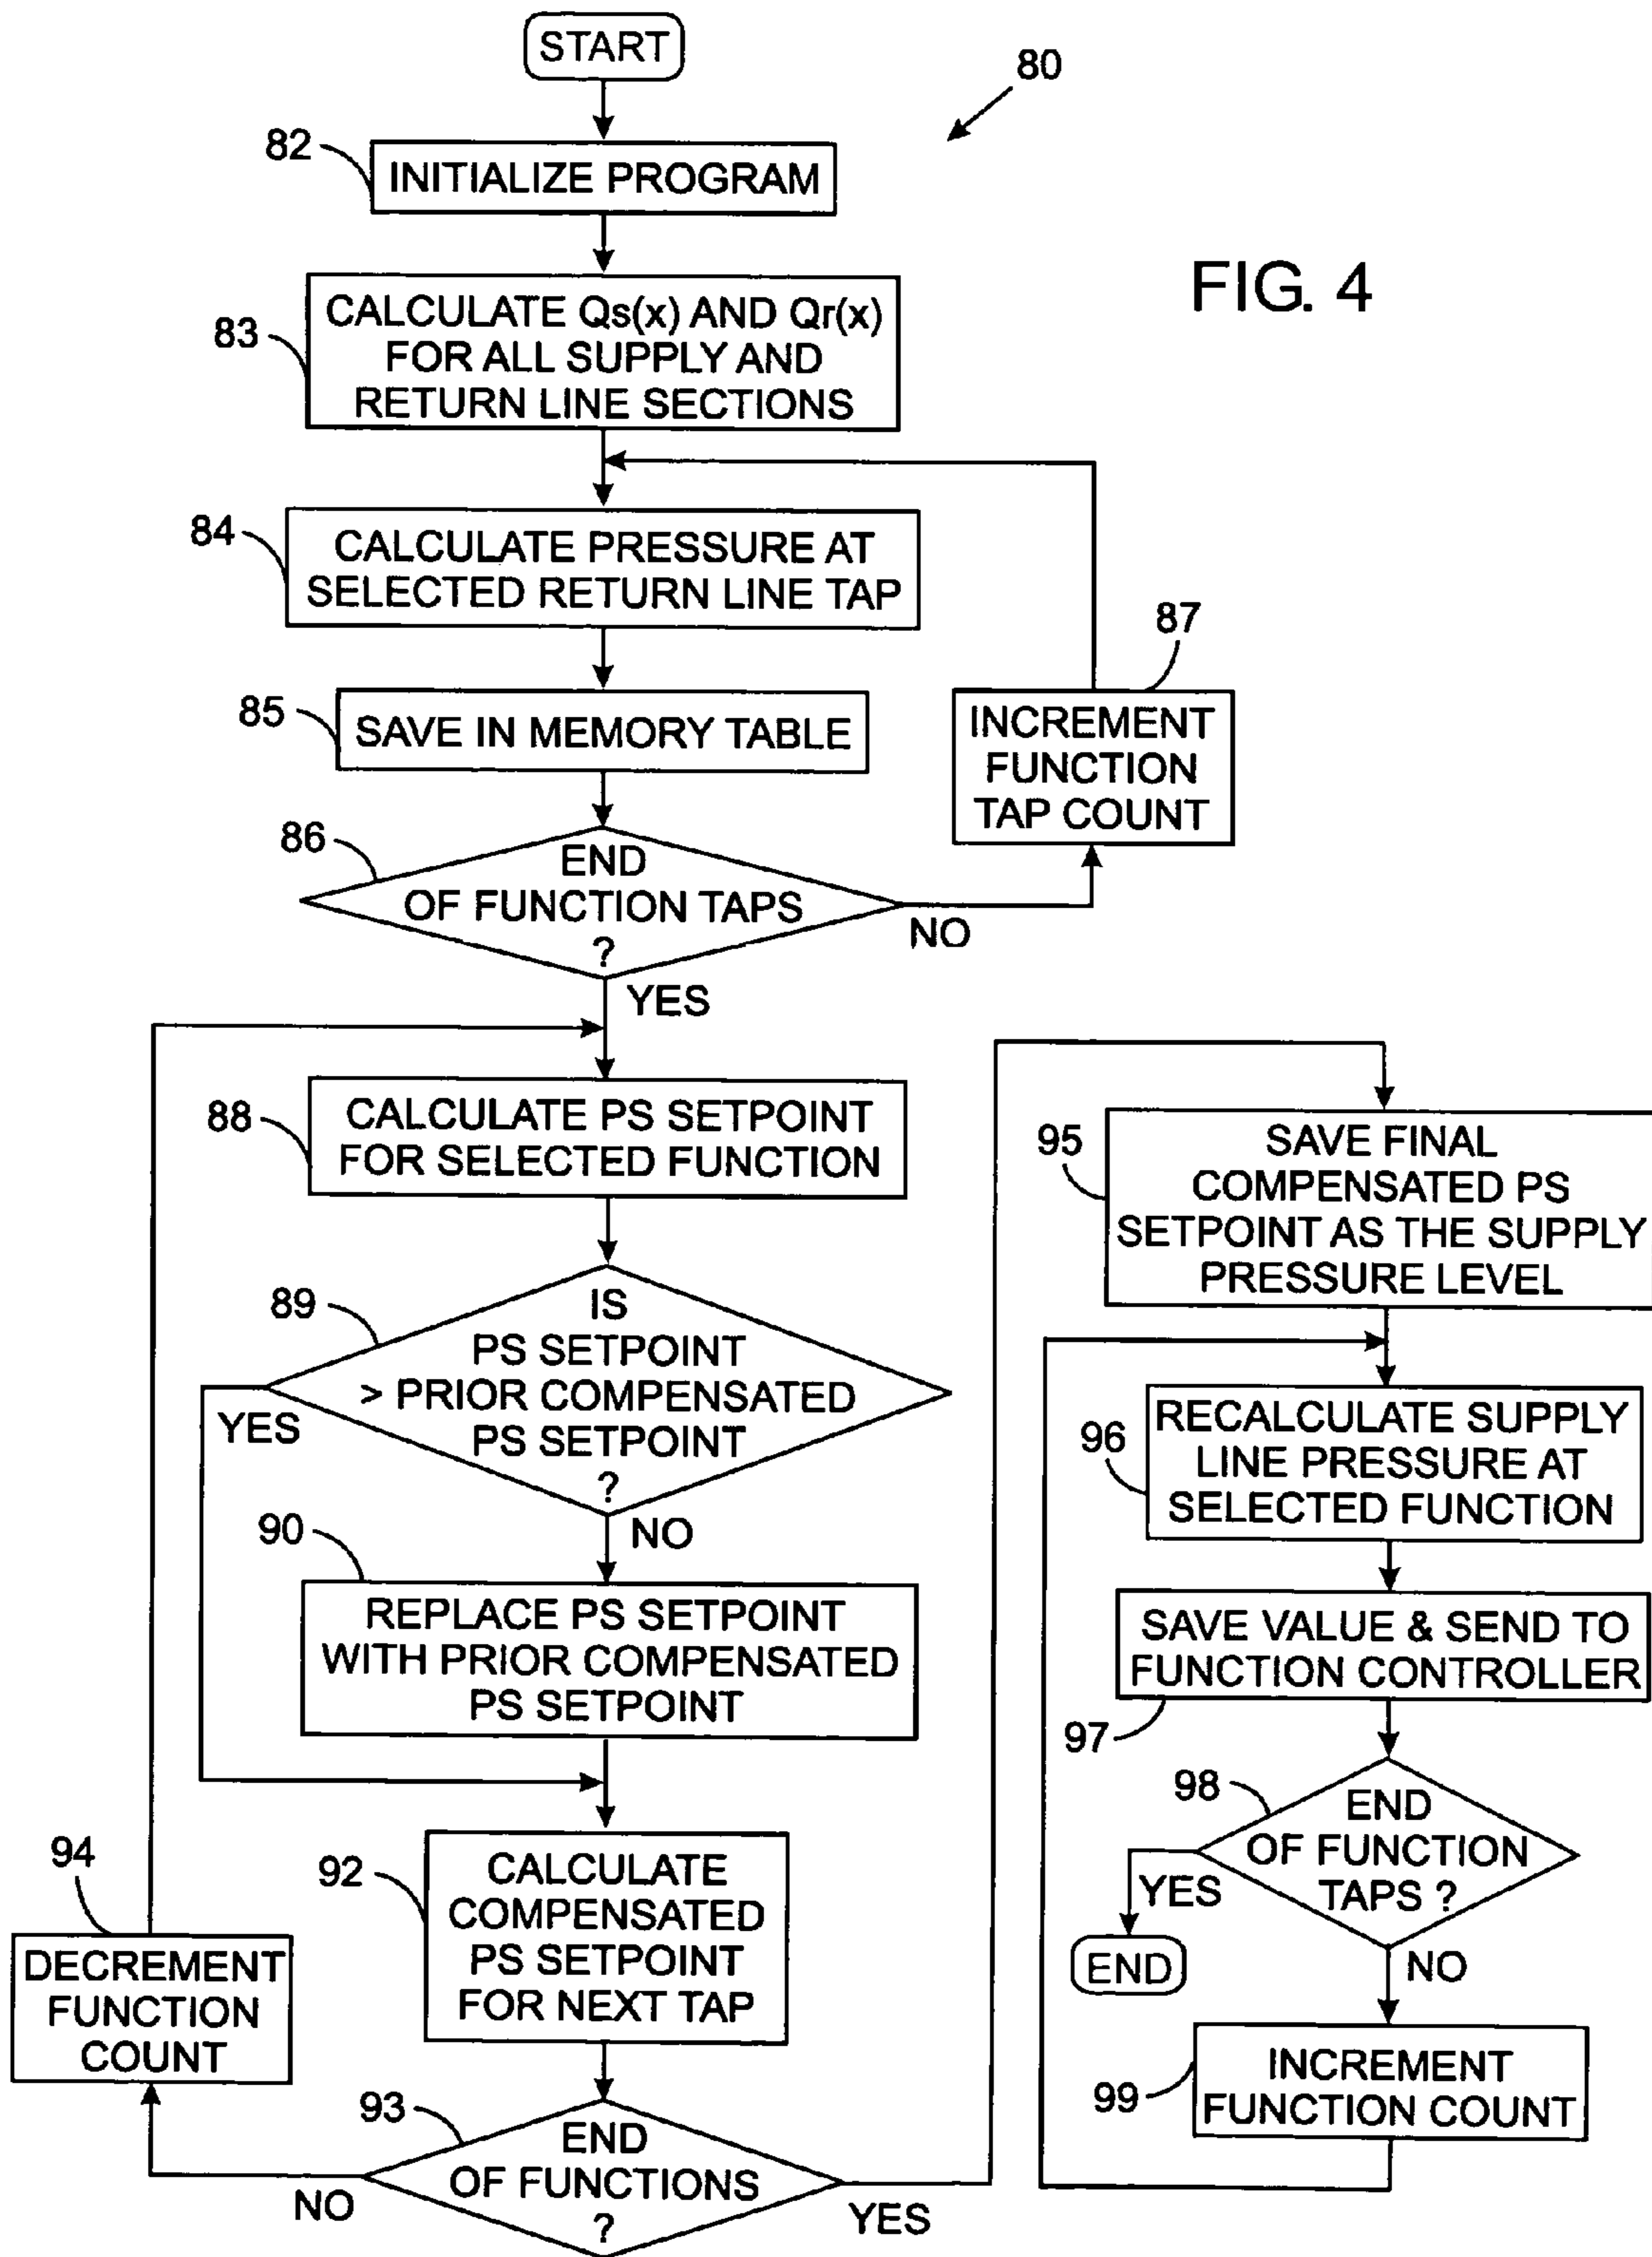 START
80
82
INITIALIZE PROGRAM
FIG. 4
83
CALCULATE Qs(x) AND Qr(x)
FOR ALL SUPPLY AND
RETURN LINE SECTIONS
84
CALCULATE PRESSURE AT
SELECTED RETURN LINE TAP
87
INCREMENT
FUNCTION
TAP COUNT
85
SAVE IN MEMORY TABLE
86
END
OF FUNCTION TAPS
?
NO
YES
88
CALCULATE PS SETPOINT
FOR SELECTED FUNCTION
89
IS
PS SETPOINT
> PRIOR COMPENSATED
PS SETPOINT
?
YES
NO
90
REPLACE PS SETPOINT
WITH PRIOR COMPENSATED
PS SETPOINT
92
CALCULATE
COMPENSATED
PS SETPOINT
FOR NEXT TAP
94
DECREMENT
FUNCTION
COUNT
93
END
OF FUNCTIONS
?
NO
YES
95
SAVE FINAL
COMPENSATED PS
SETPOINT AS THE SUPPLY
PRESSURE LEVEL
96
RECALCULATE SUPPLY
LINE PRESSURE AT
SELECTED FUNCTION
SAVE VALUE & SEND TO
FUNCTION CONTROLLER
97
98
END
OF FUNCTION
TAPS ?
YES
END
NO
99
INCREMENT
FUNCTION COUNT